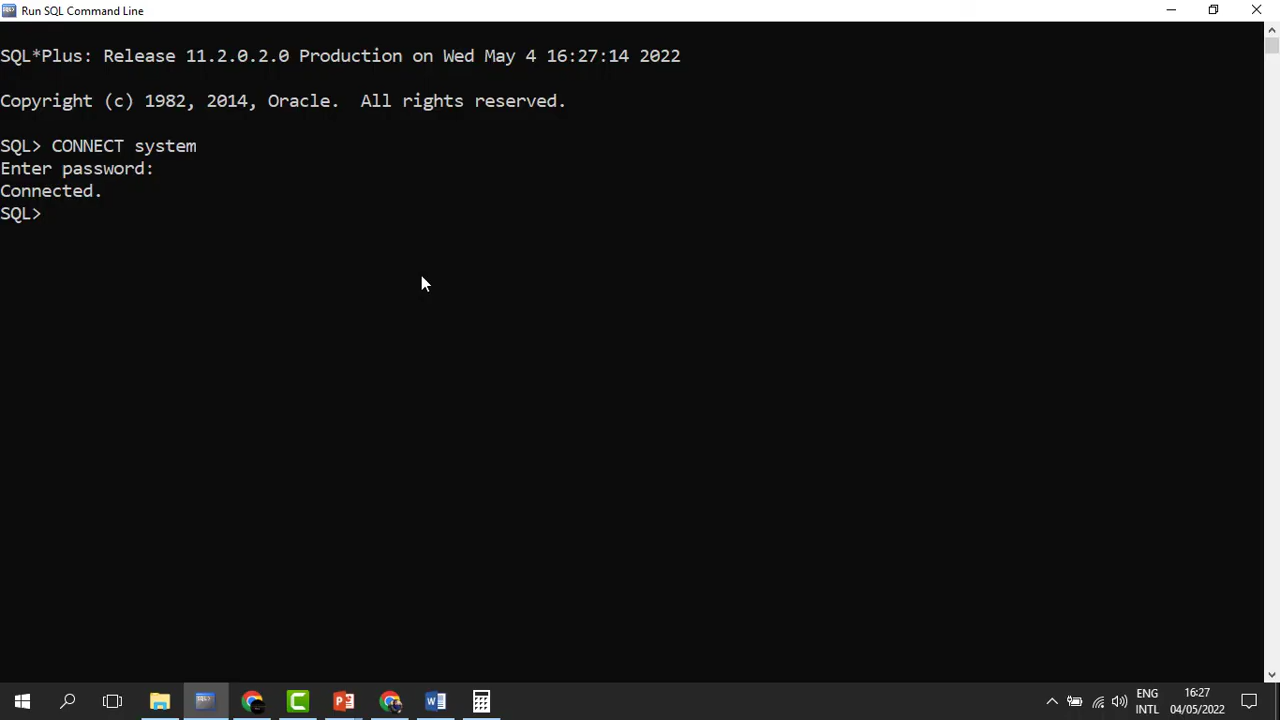 Run SQL Command Line
SQL*Plus: Release 11.2.0.2.0 Production on Wed May 4 16:27:14 2022
Copyright (c) 1982, 2014, Oracle.  All rights reserved.
SQL> CONNECT system
Enter password:
Connected.
SQL>
ENG
INTL
16:27
04/05/2022